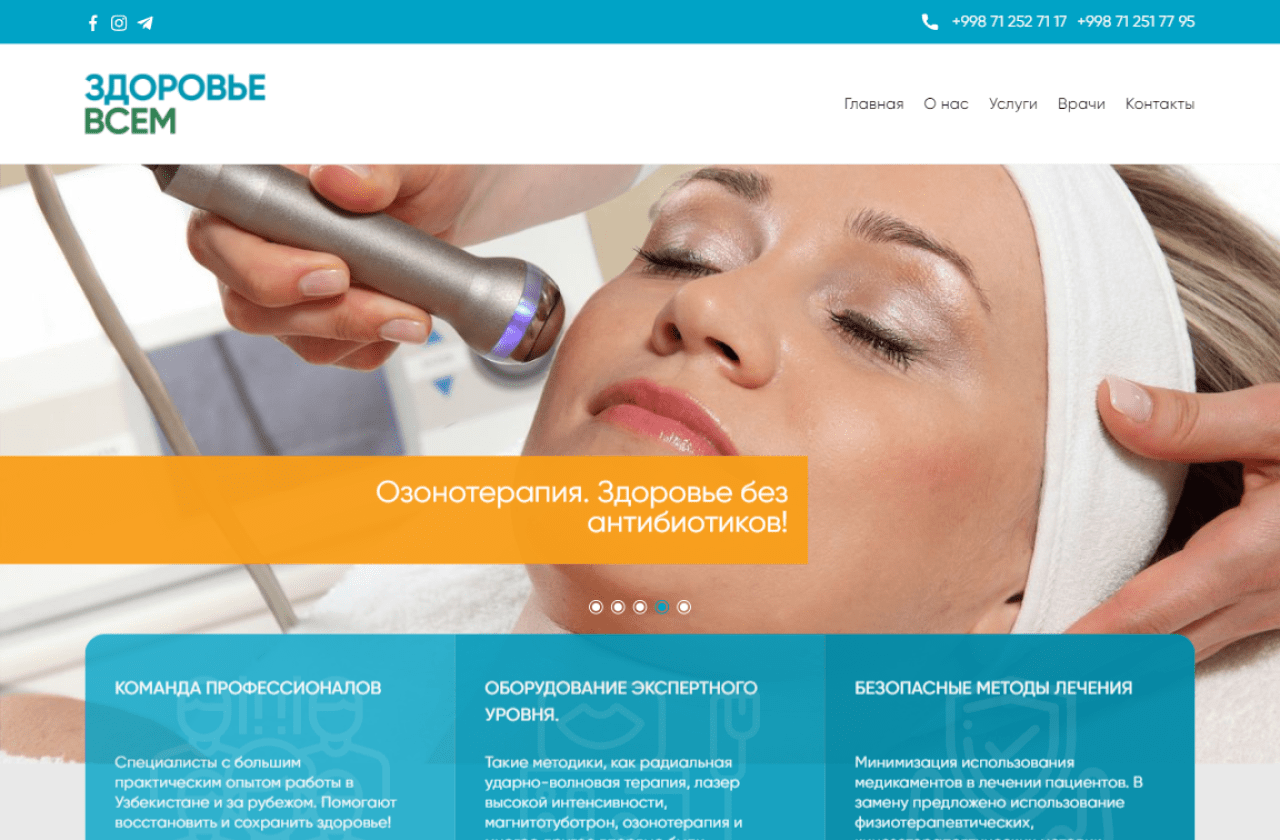 +998 71 252 71 17 +998 71 251 77 95
ЗДОРОВЬЕ
ВСЕМ
Главная О нас Услуги Врачи Контакты
Озонотерапия. Здоровье без
антибиотиков!
КОМАНДА ПРОФЕССИОНАЛОВ
Специалисты с большим
практическим опытом работы в
Узбекистане и за рубежом. Помогают
восстановить и сохранить здоровье!
ОБОРУДОВАНИЕ ЭКСПЕРТНОГО
УРОВНЯ.
Такие методики, как радиальная
ударно-волновая терапия, лазер
высокой интенсивности,
магнитотуботрон, озонотерапия и
БЕЗОПАСНЫЕ МЕТОДЫ ЛЕЧЕНИЯ
Минимизация использования
медикаментов в лечении пациентов. В
замену предложено использование
физиотерапевтических,